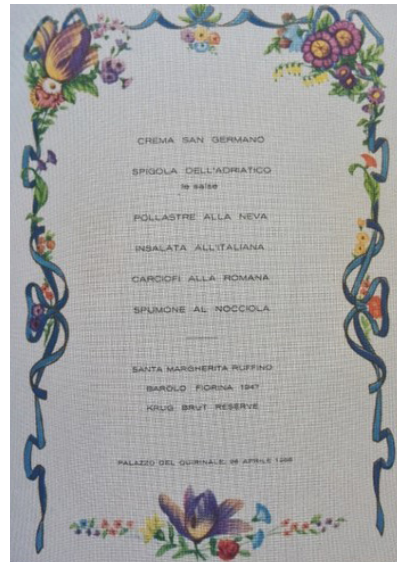 CREMA SAN GERMANO
SPIGOLA DELL'ADRIATICO
le salse
POLLASTRE ALLA NEVA
INSALATA ALL'ITALIANA
CARCIOFI ALLA ROMANA
SPUMONE AL NOCCIOLA
SANTA MARGHERITA RUFFINO
BAROLO FIORINA 1947
KRUG BRUT RESERVE
PALAZZO DEL QUIRINALE, APRILE